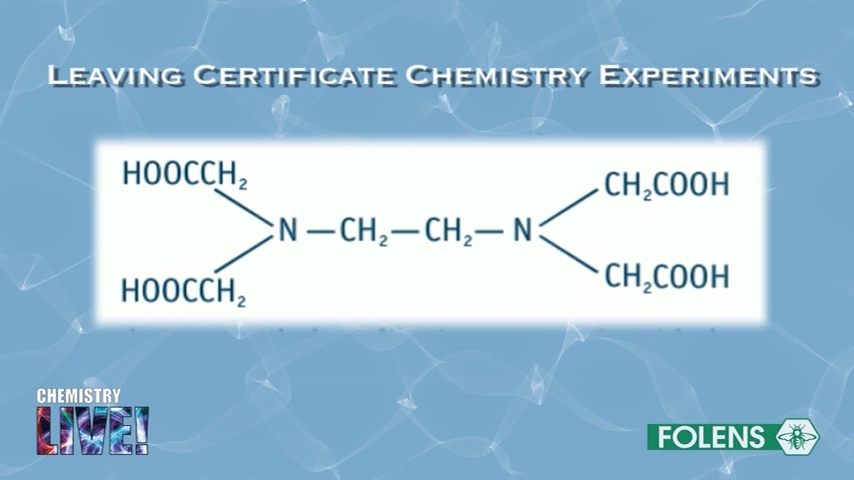 LEAVING CERTIFICATE CHEMISTRY EXPERIMENTS
HOOCCH₂ CH₂COOH
N—CH₂—CH₂—N
HOOCCH₂ CH₂COOH
CHEMISTRY
LIVE!
FOLENS